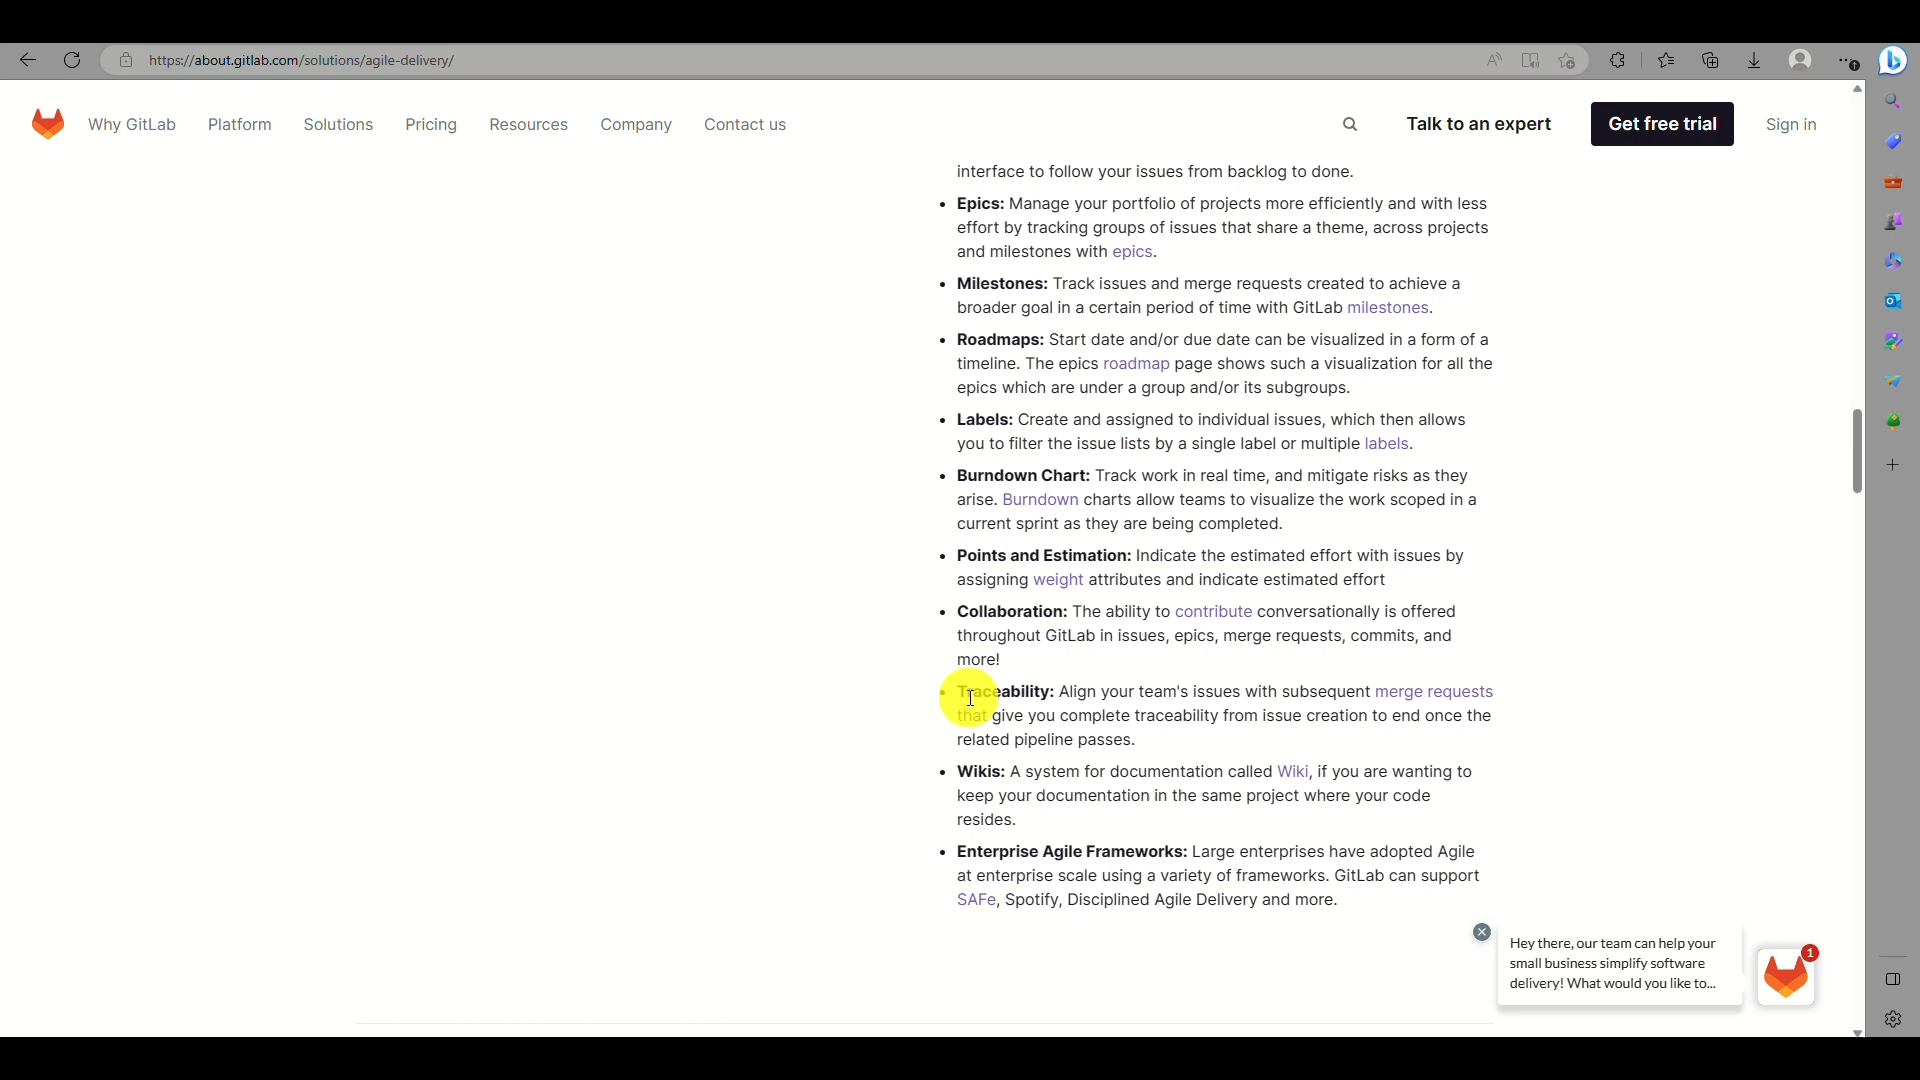 https://about.gitlab.com/solutions/agile-delivery/
Why GitLab Platform Solutions Pricing Resources Company Contact us Talk to an expert Get free trial Sign in
interface to follow your issues from backlog to done.
• Epics: Manage your portfolio of projects more efficiently and with less
effort by tracking groups of issues that share a theme, across projects
and milestones with epics.
• Milestones: Track issues and merge requests created to achieve a
broader goal in a certain period of time with GitLab milestones.
• Roadmaps: Start date and/or due date can be visualized in a form of a
timeline. The epics roadmap page shows such a visualization for all the
epics which are under a group and/or its subgroups.
• Labels: Create and assigned to individual issues, which then allows
you to filter the issue lists by a single label or multiple labels.
• Burndown Chart: Track work in real time, and mitigate risks as they
arise. Burndown charts allow teams to visualize the work scoped in a
current sprint as they are being completed.
• Points and Estimation: Indicate the estimated effort with issues by
assigning weight attributes and indicate estimated effort
• Collaboration: The ability to contribute conversationally is offered
throughout GitLab in issues, epics, merge requests, commits, and
more!
• Traceability: Align your team's issues with subsequent merge requests
that give you complete traceability from issue creation to end once the
related pipeline passes.
• Wikis: A system for documentation called Wiki, if you are wanting to
keep your documentation in the same project where your code
resides.
• Enterprise Agile Frameworks: Large enterprises have adopted Agile
at enterprise scale using a variety of frameworks. GitLab can support
SAFe, Spotify, Disciplined Agile Delivery and more.
Hey there, our team can help your
small business simplify software
delivery! What would you like to...
1